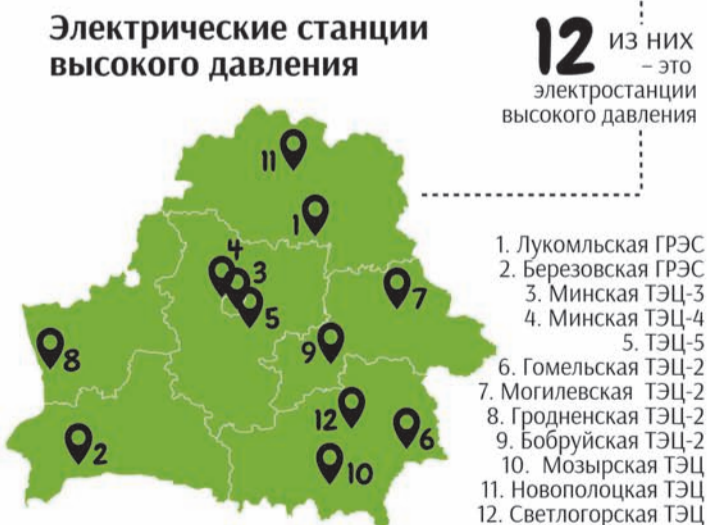 Электрические станции
высокого давления
12 из них
– это
электростанции
высокого давления
11
1
4
3
5
7
8
9
12
6
2
10
1. Лукомльская ГРЭС
2. Березовская ГРЭС
3. Минская ТЭЦ-3
4. Минская ТЭЦ-4
5. ТЭЦ-5
6. Гомельская ТЭЦ-2
7. Могилевская ТЭЦ-2
8. Гродненская ТЭЦ-2
9. Бобруйская ТЭЦ-2
10. Мозырская ТЭЦ
11. Новополоцкая ТЭЦ
12. Светлогорская ТЭЦ